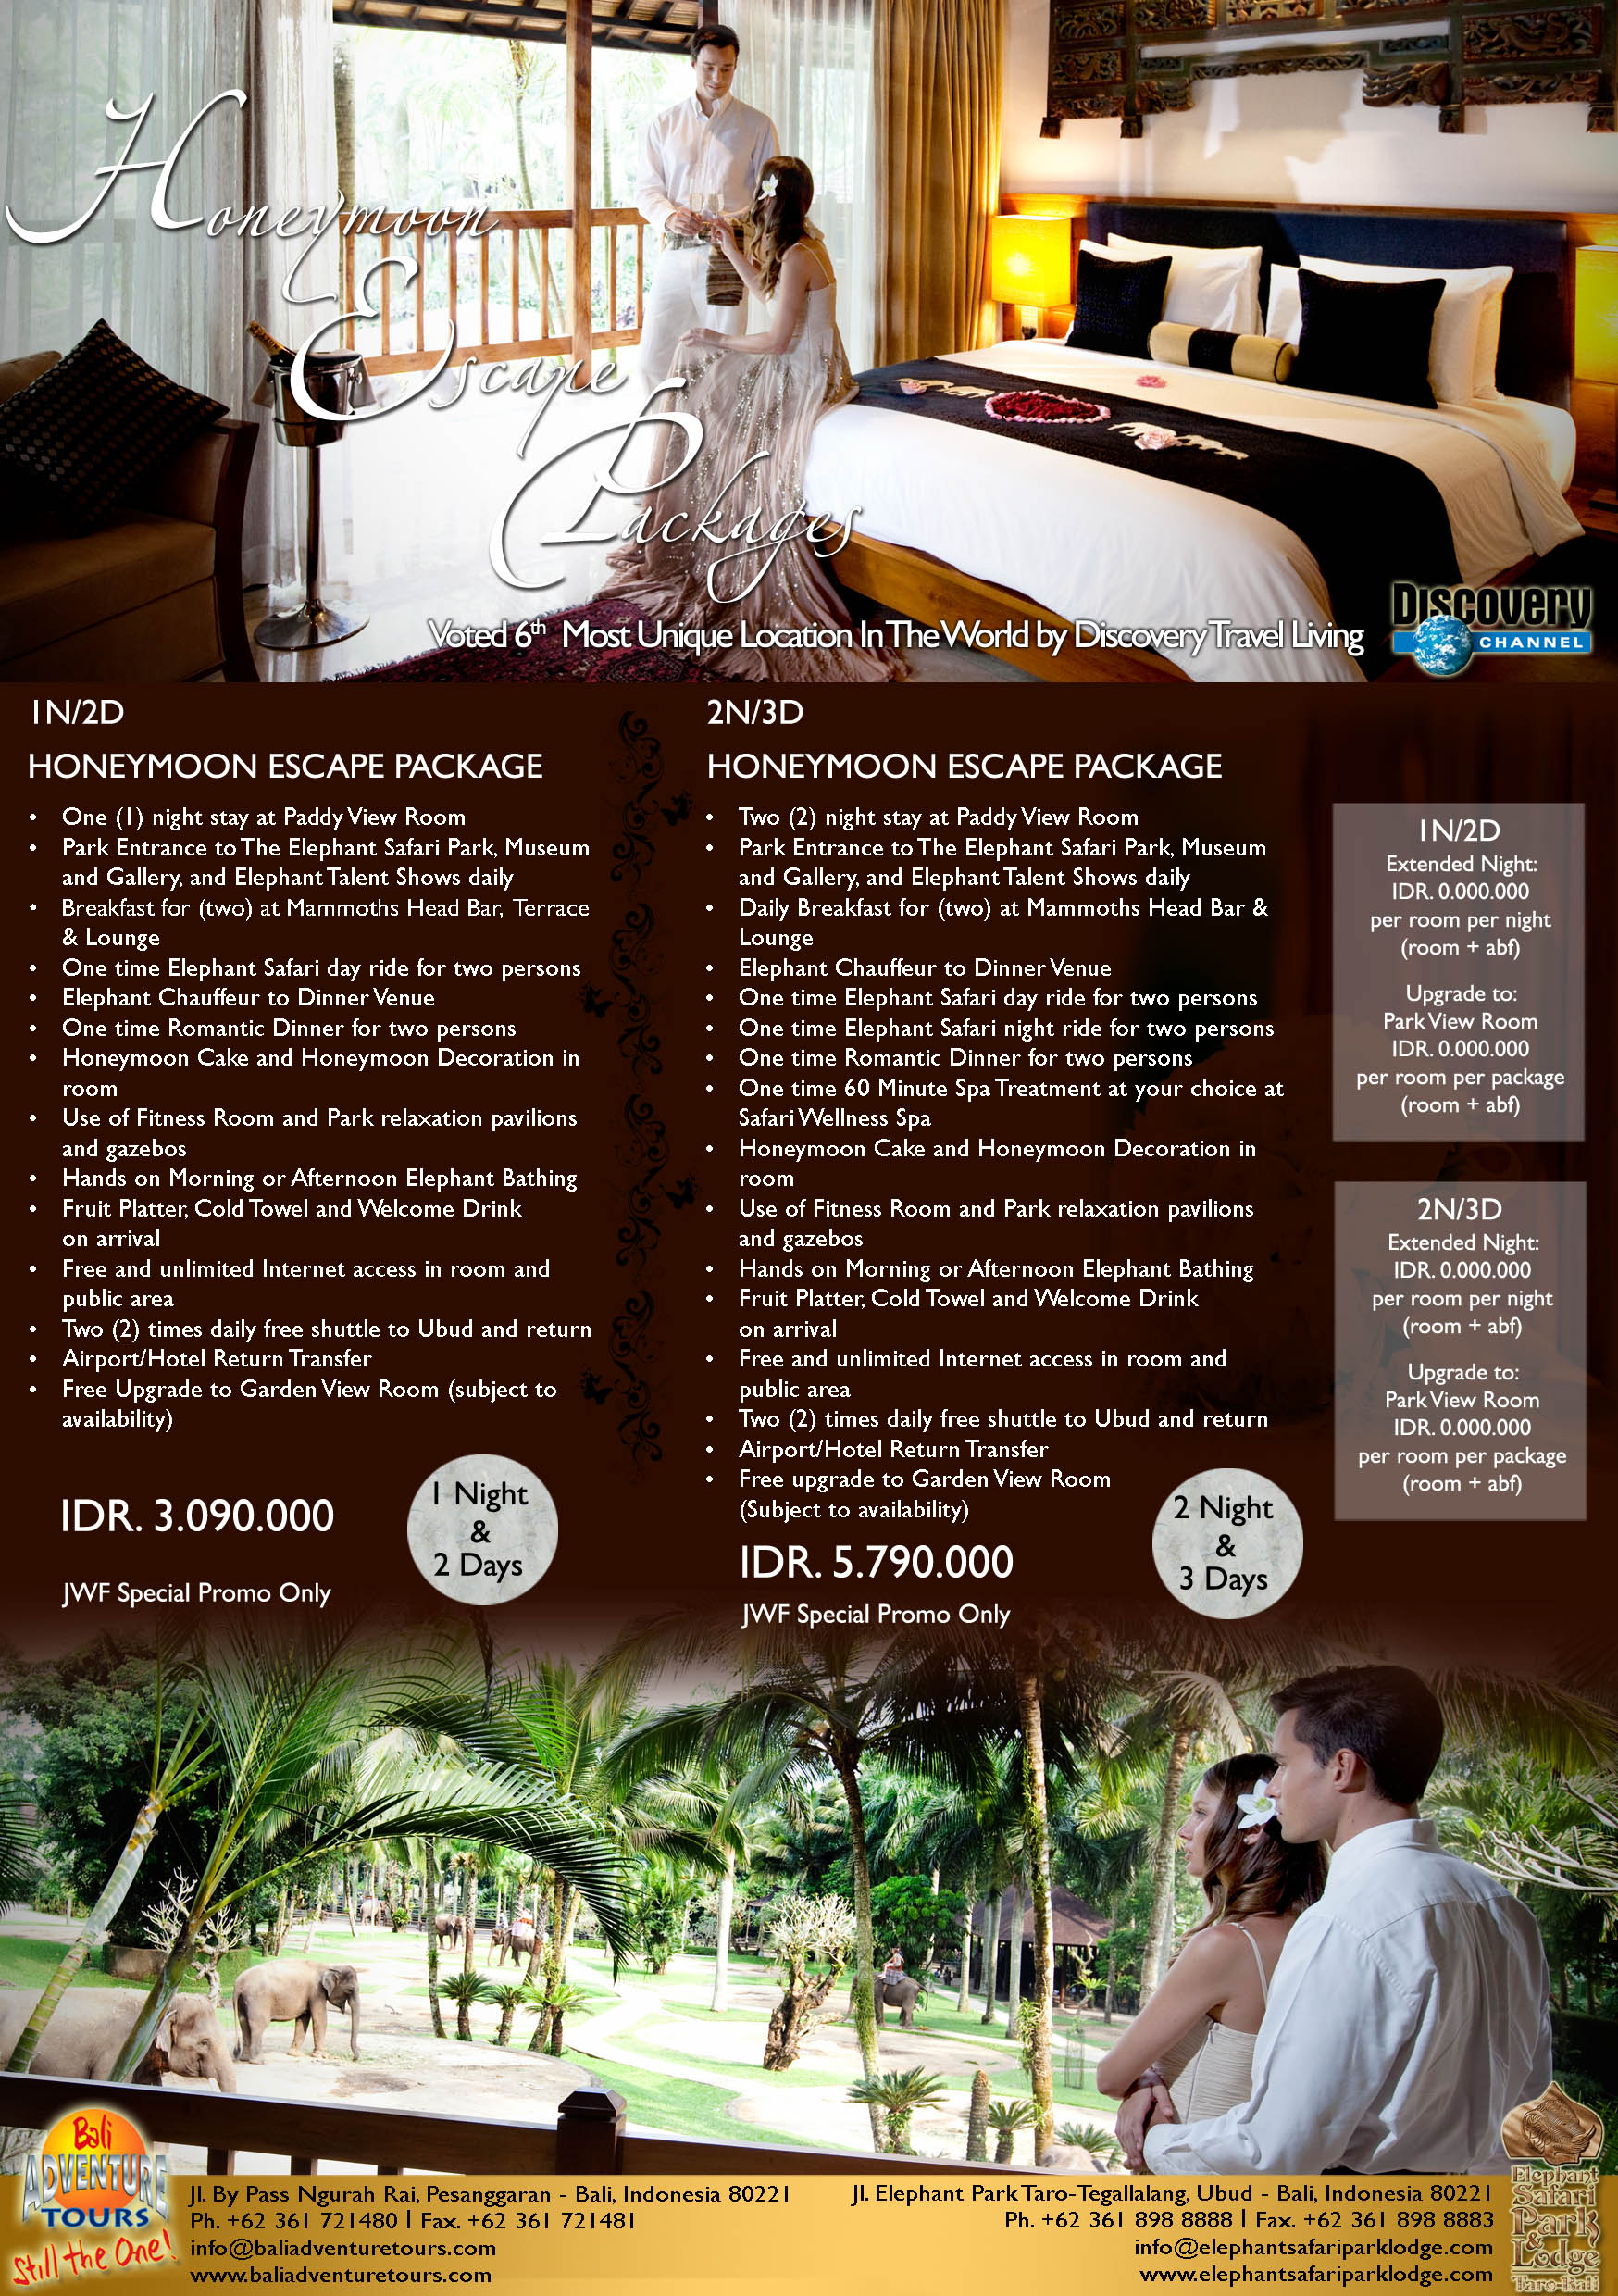 Honeymoon
Escape
Packages
Voted 6th Most Unique Location In The World by Discovery Travel Living
Discovery
CHANNEL
1N/2D
HONEYMOON ESCAPE PACKAGE
• One (1) night stay at Paddy View Room
• Park Entrance to The Elephant Safari Park, Museum
and Gallery, and Elephant Talent Shows daily
• Breakfast for (two) at Mammoths Head Bar, Terrace
& Lounge
• One time Elephant Safari day ride for two persons
• Elephant Chauffeur to Dinner Venue
• One time Romantic Dinner for two persons
• Honeymoon Cake and Honeymoon Decoration in
room
• Use of Fitness Room and Park relaxation pavilions
and gazebos
• Hands on Morning or Afternoon Elephant Bathing
• Fruit Platter, Cold Towel and Welcome Drink
on arrival
• Free and unlimited Internet access in room and
public area
• Two (2) times daily free shuttle to Ubud and return
• Airport/Hotel Return Transfer
• Free Upgrade to Garden View Room (subject to
availability)
IDR. 3.090.000
JWF Special Promo Only
1 Night
&
2 Days
2N/3D
HONEYMOON ESCAPE PACKAGE
• Two (2) night stay at Paddy View Room
• Park Entrance to The Elephant Safari Park, Museum
and Gallery, and Elephant Talent Shows daily
• Daily Breakfast for (two) at Mammoths Head Bar &
Lounge
• Elephant Chauffeur to Dinner Venue
• One time Elephant Safari day ride for two persons
• One time Elephant Safari night ride for two persons
• One time Romantic Dinner for two persons
• One time 60 Minute Spa Treatment at your choice at
Safari Wellness Spa
• Honeymoon Cake and Honeymoon Decoration in
room
• Use of Fitness Room and Park relaxation pavilions
and gazebos
• Hands on Morning or Afternoon Elephant Bathing
• Fruit Platter, Cold Towel and Welcome Drink
on arrival
• Free and unlimited Internet access in room and
public area
• Two (2) times daily free shuttle to Ubud and return
• Airport/Hotel Return Transfer
• Free upgrade to Garden View Room
(Subject to availability)
IDR. 5.790.000
JWF Special Promo Only
2 Night
&
3 Days
1N/2D
Extended Night:
IDR. 0.000.000
per room per night
(room + abf)
Upgrade to:
Park View Room
IDR. 0.000.000
per room per package
(room + abf)
2N/3D
Extended Night:
IDR. 0.000.000
per room per night
(room + abf)
Upgrade to:
Park View Room
IDR. 0.000.000
per room per package
(room + abf)
Bali
ADVENTURE
TOURS
Still the One!
Jl. By Pass Ngurah Rai, Pesanggaran - Bali, Indonesia 80221
Ph. +62 361 721480 | Fax. +62 361 721481
info@baliadventuretours.com
www.baliadventuretours.com
Jl. Elephant Park Taro-Tegallalang, Ubud - Bali, Indonesia 80221
Ph. +62 361 898 8888 | Fax. +62 361 898 8883
info@elephantsafariparklodge.com
www.elephantsafariparklodge.com
Elephant
Safari
Park
&
Lodge
Taro-Bali